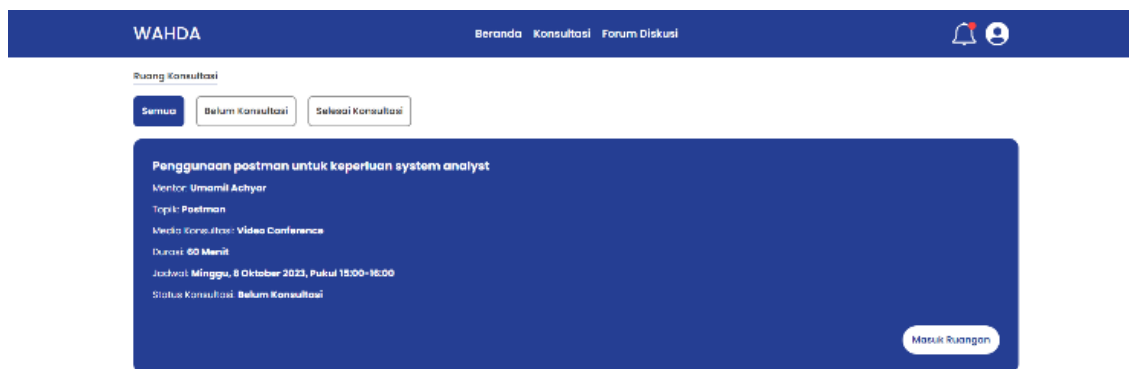 WAHDA
Beranda Konsultasi Forum Diskusi
Ruang Konsultasi
Semua Belum Konsultasi Selesai Konsultasi
Penggunaan postman untuk keperluan system analyst
Mentor: Umamil Achyar
Topik: Postman
Media Konsultasi: Video Conference
Durasi: 60 Menit
Jadwal: Minggu, 8 Oktober 2023, Pukul 15:00-16:00
Status Konsultasi: Belum Konsultasi
Masuk Ruangan